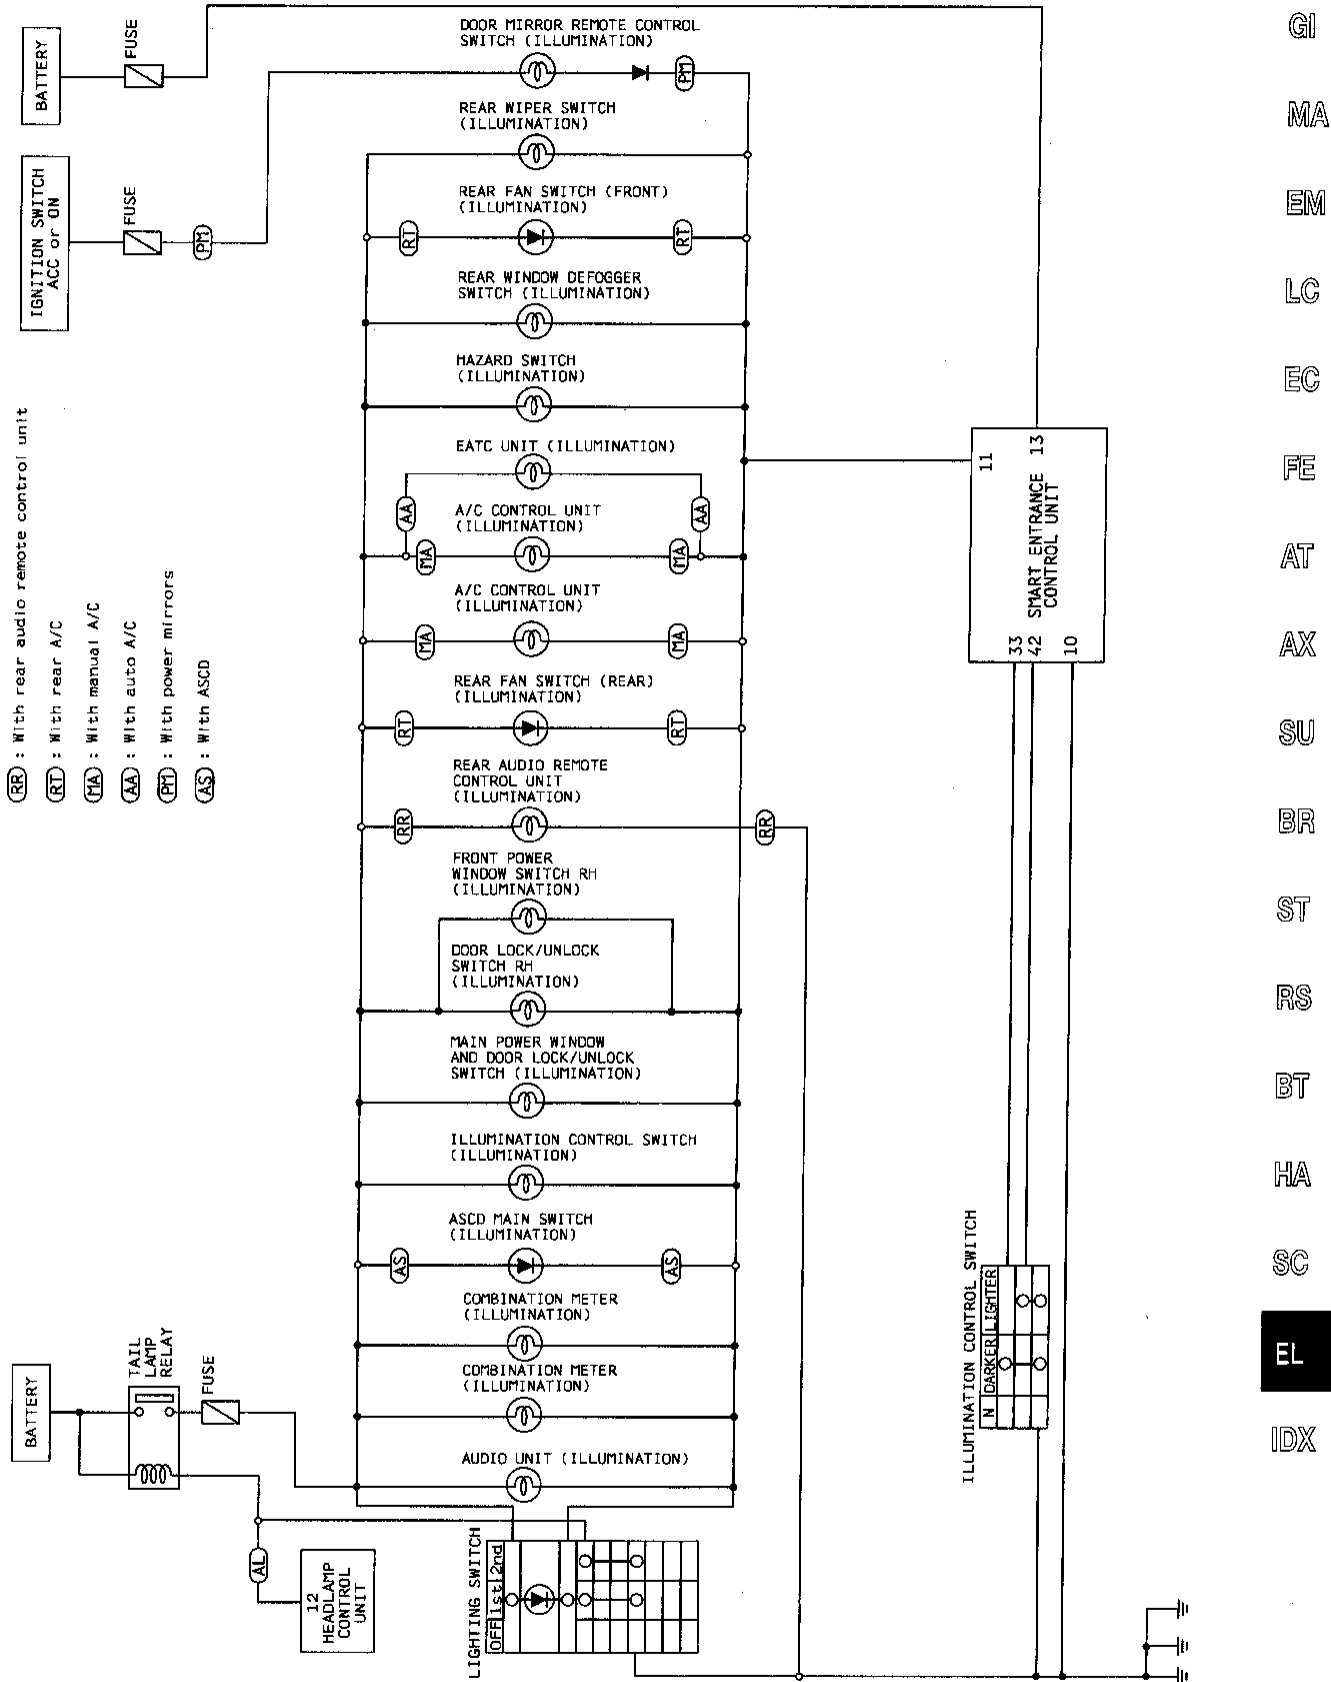 BATTERY
FUSE
DOOR MIRROR REMOTE CONTROL
SWITCH (ILLUMINATION)
PM
REAR WIPER SWITCH
(ILLUMINATION)
IGNITION SWITCH
ACC or ON
FUSE
PM
REAR FAN SWITCH (FRONT)
(ILLUMINATION)
RT
RT
REAR WINDOW DEFOGGER
SWITCH (ILLUMINATION)
HAZARD SWITCH
(ILLUMINATION)
EATC UNIT (ILLUMINATION)
AA
AA
A/C CONTROL UNIT
(ILLUMINATION)
MA
MA
A/C CONTROL UNIT
(ILLUMINATION)
MA
MA
REAR FAN SWITCH (REAR)
(ILLUMINATION)
RT
RT
REAR AUDIO REMOTE
CONTROL UNIT
(ILLUMINATION)
RR
RR
FRONT POWER
WINDOW SWITCH RH
(ILLUMINATION)
DOOR LOCK/UNLOCK
SWITCH RH
(ILLUMINATION)
MAIN POWER WINDOW
AND DOOR LOCK/UNLOCK
SWITCH (ILLUMINATION)
ILLUMINATION CONTROL SWITCH
(ILLUMINATION)
ASCD MAIN SWITCH
(ILLUMINATION)
AS
AS
COMBINATION METER
(ILLUMINATION)
COMBINATION METER
(ILLUMINATION)
AUDIO UNIT (ILLUMINATION)
RR : With rear audio remote control unit
RT : With rear A/C
MA : With manual A/C
AA : With auto A/C
PM : With power mirrors
AS : With ASCD
11
13
SMART ENTRANCE
CONTROL UNIT
33
42
10
ILLUMINATION CONTROL SWITCH
N DARKER LIGHTER
BATTERY
TAIL
LAMP
RELAY
FUSE
AL
12
HEADLAMP
CONTROL
UNIT
LIGHTING SWITCH
OFF 1st 2nd
GI
MA
EM
LC
EC
FE
AT
AX
SU
BR
ST
RS
BT
HA
SC
EL
IDX